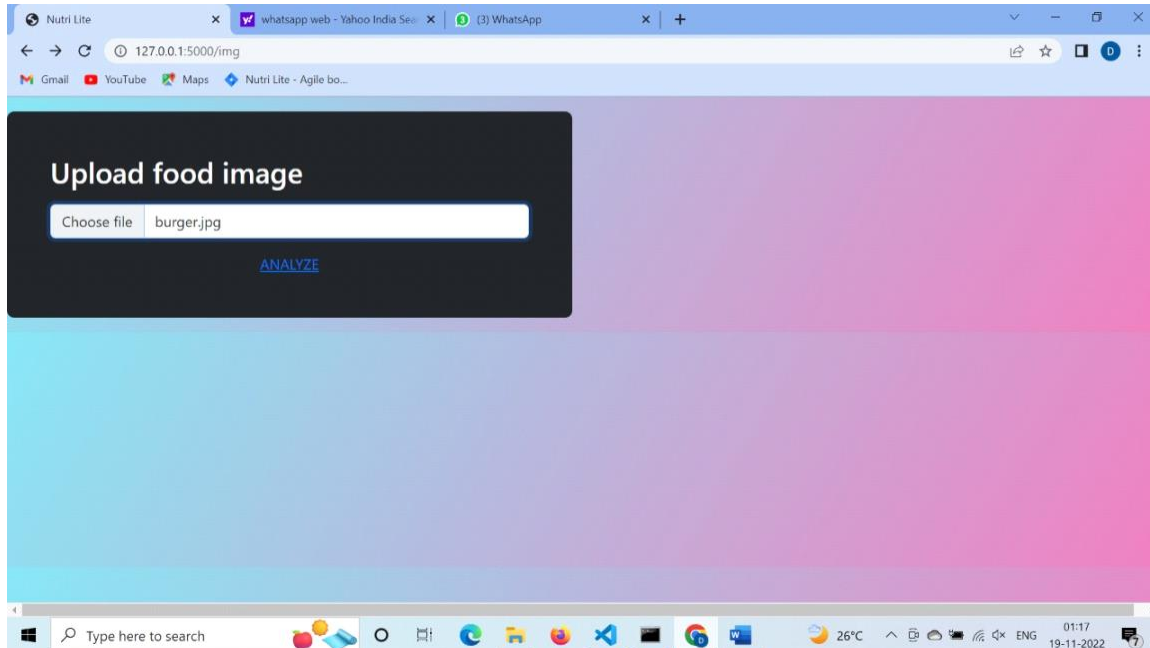 Nutri Lite
whatsapp web - Yahoo India Sea
(3) WhatsApp
127.0.0.1:5000/img
D
Gmail
YouTube
Maps
Nutri Lite - Agile bo...
Upload food image
Choose file
burger.jpg
ANALYZE
Type here to search
26°C
ENG
01:17
19-11-2022
7